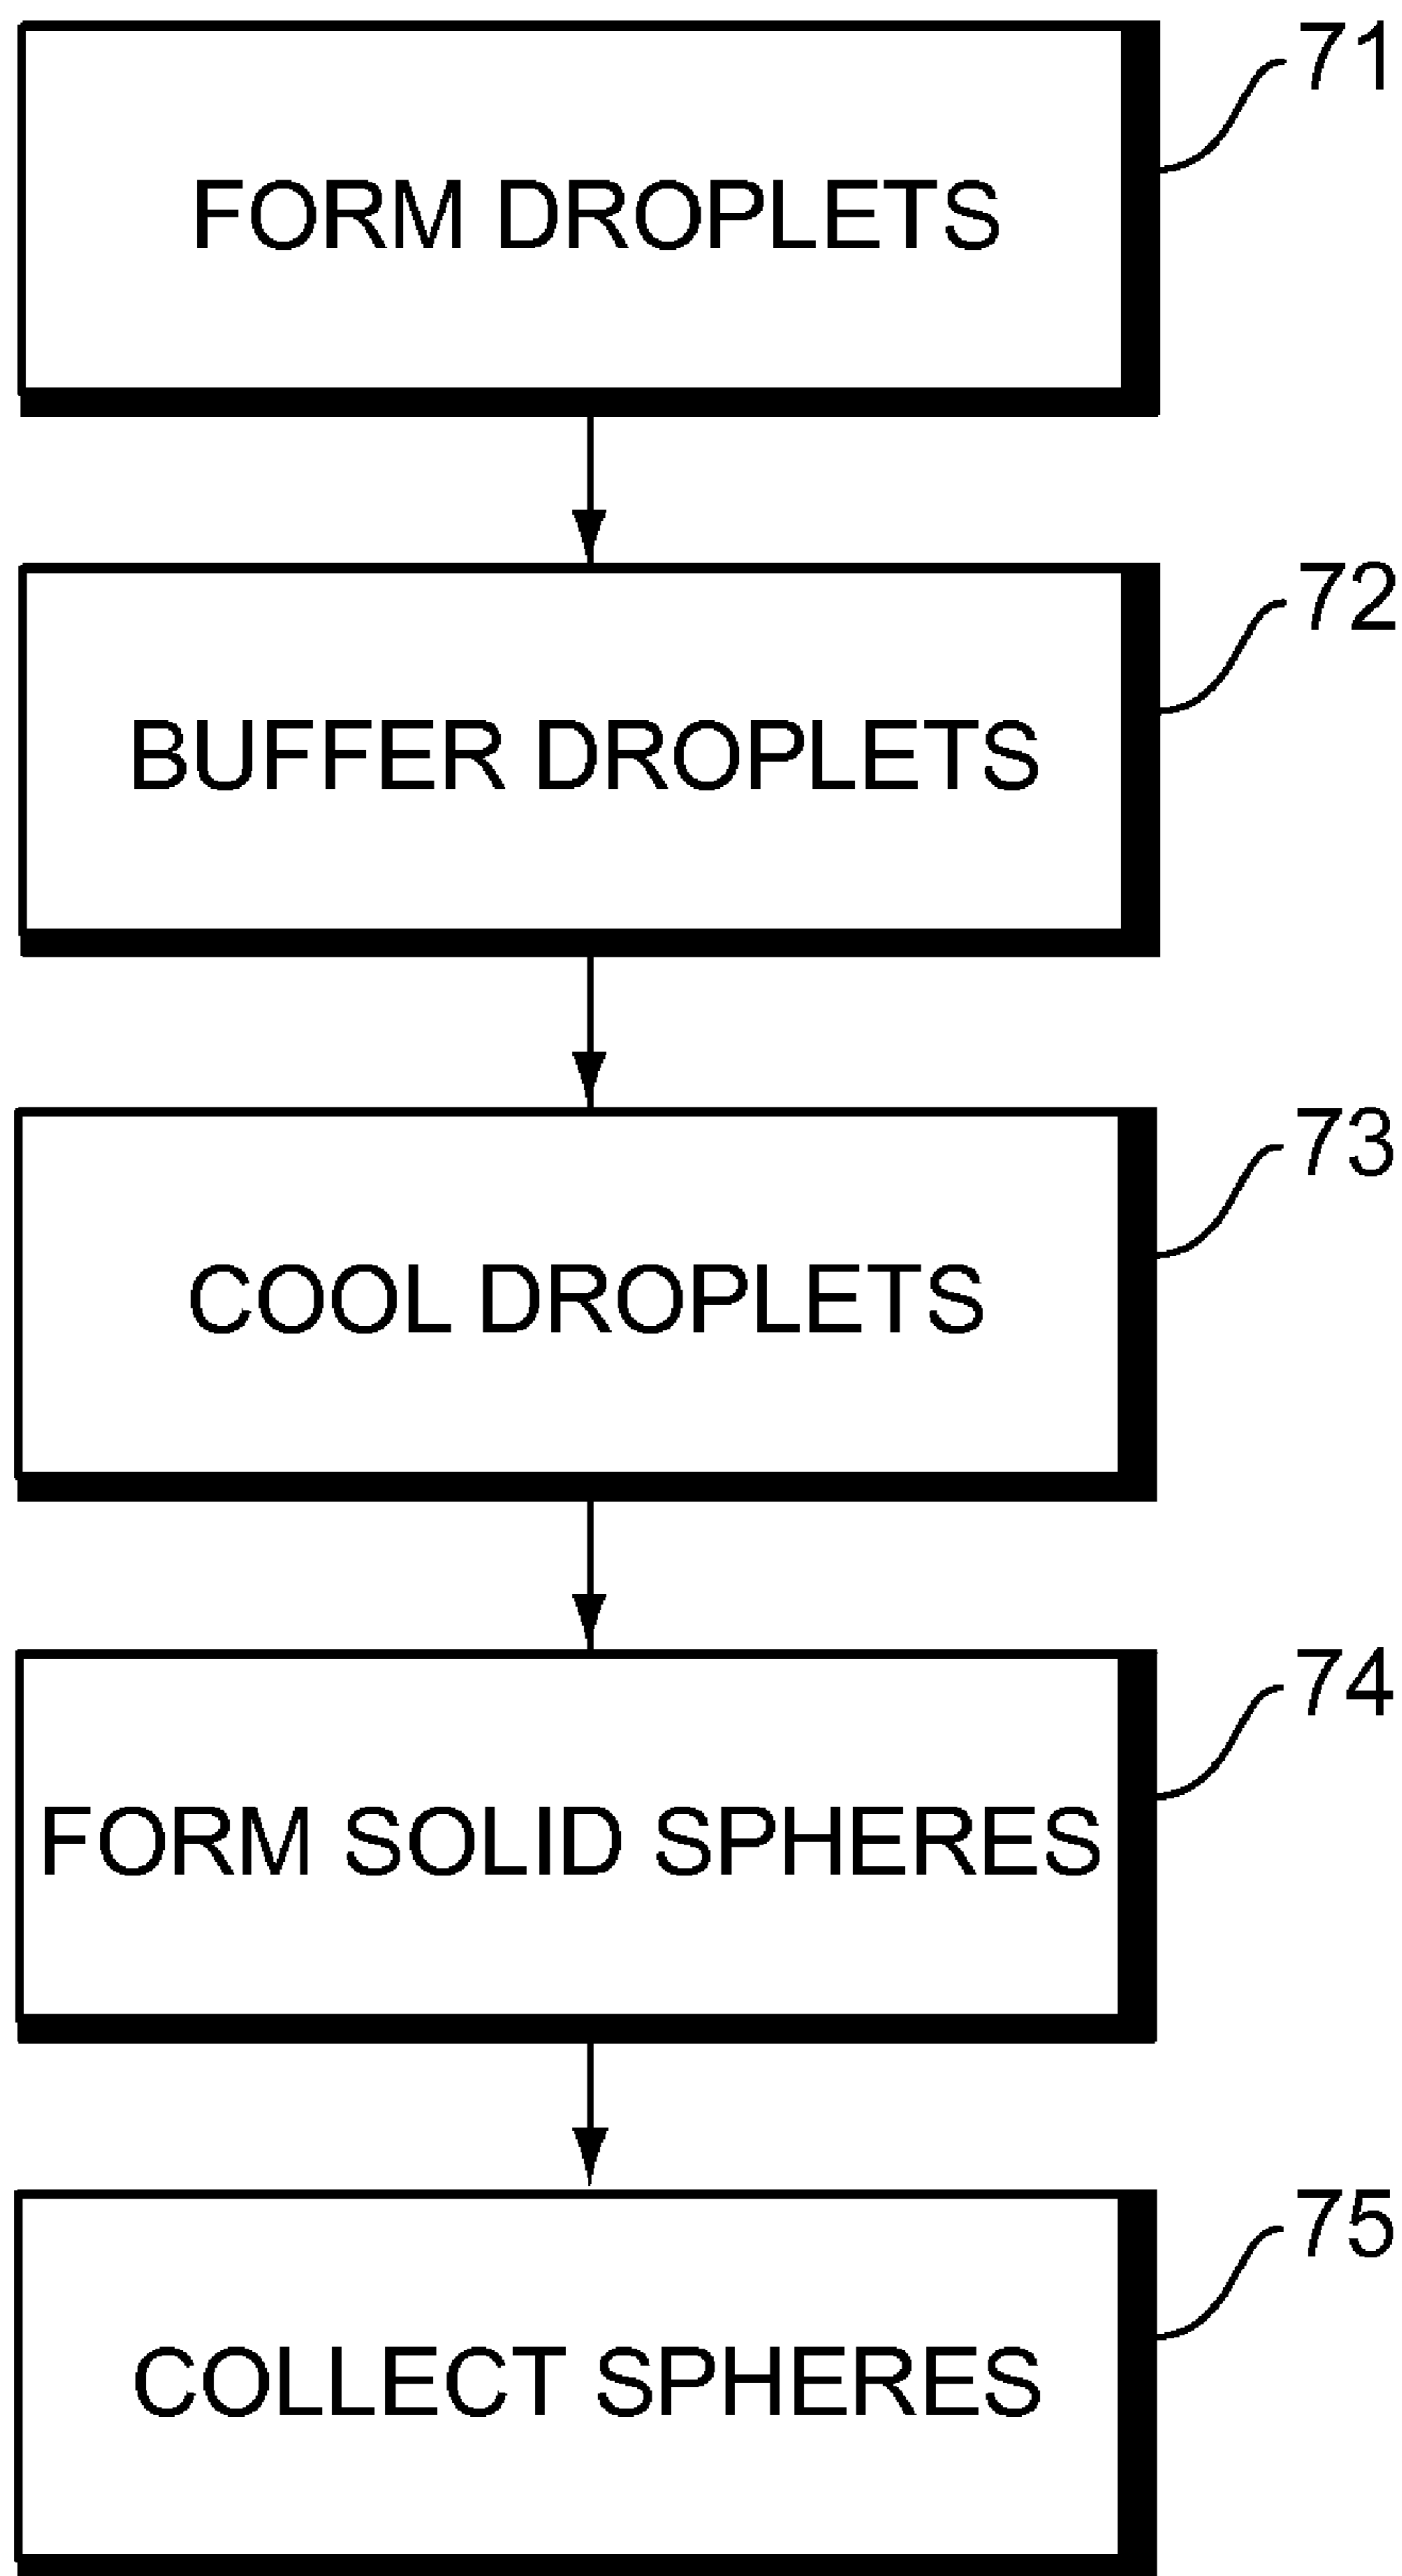 71
FORM DROPLETS
72
BUFFER DROPLETS
73
COOL DROPLETS
74
FORM SOLID SPHERES
75
COLLECT SPHERES